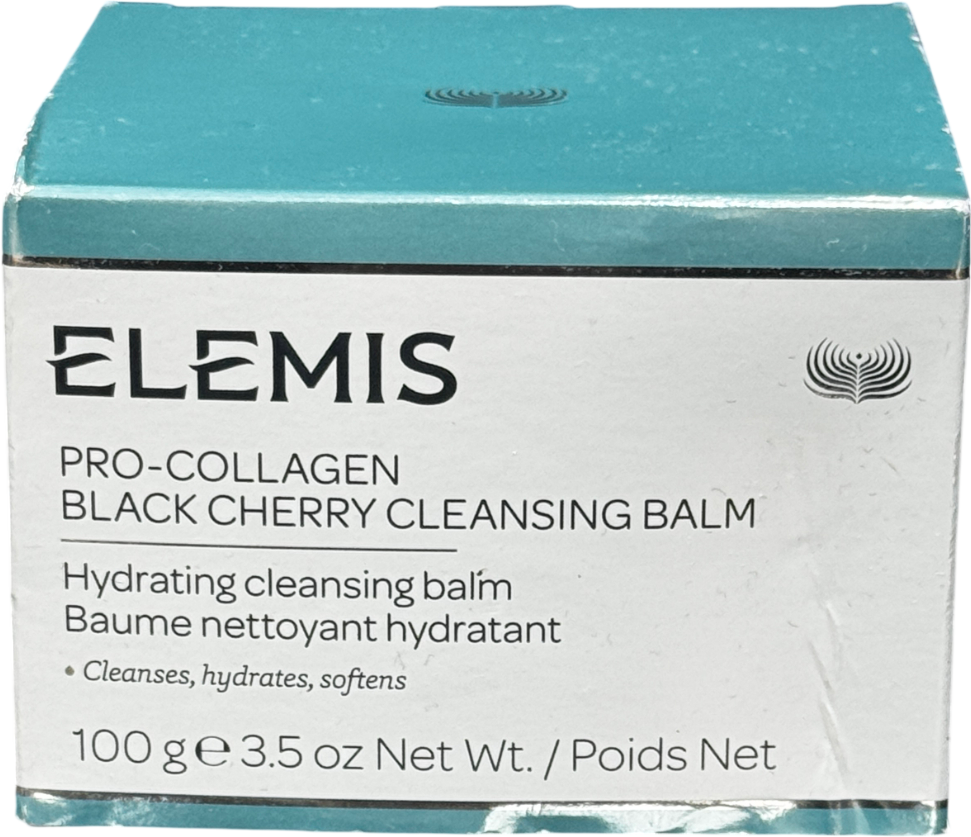 ELEMIS
PRO-COLLAGEN
BLACK CHERRY CLEANSING BALM
Hydrating cleansing balm
Baume nettoyant hydratant
• Cleanses, hydrates, softens
100 g ℮ 3.5 oz Net Wt. / Poids Net